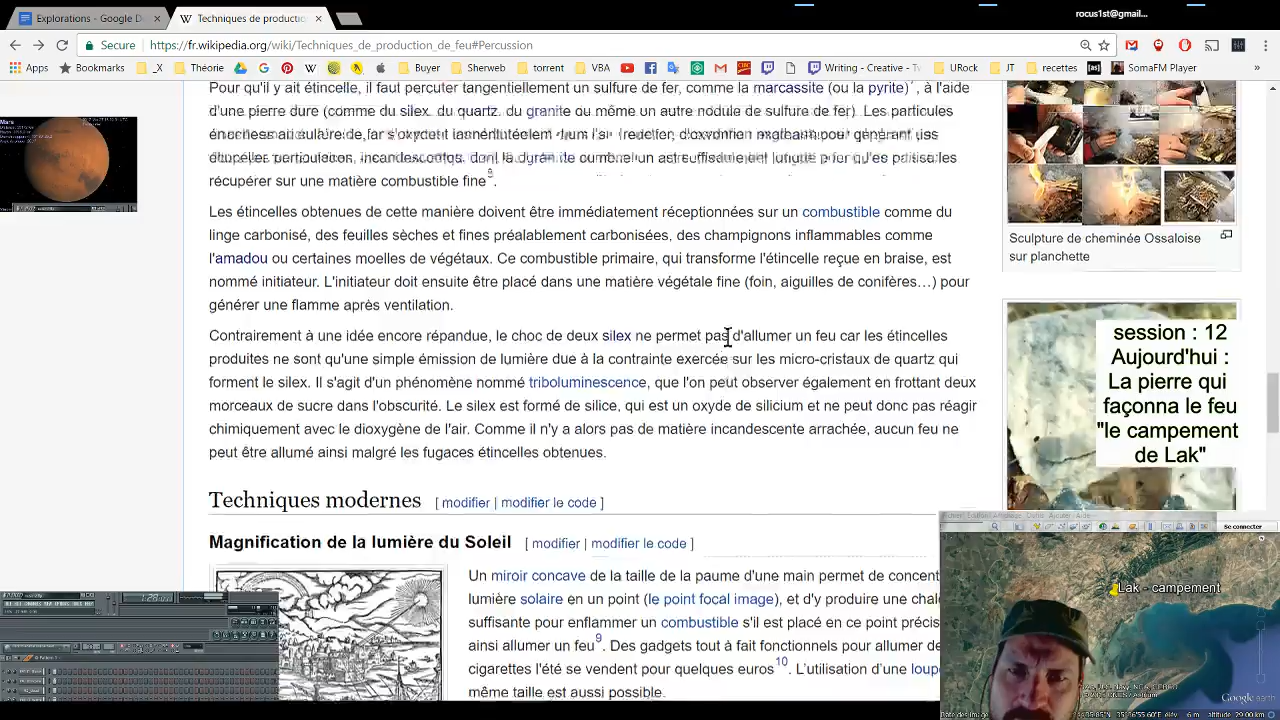 Explorations - Google D
Techniques de producti
rocus1st@gmail...
Secure
https://fr.wikipedia.org/wiki/Techniques_de_production_de_feu#Percussion
Apps
Bookmarks
_X
Théorie
Bureau
Sherweb
torrent
VBA
CBC
Writing - Creative - Tw
URock
JT
recettes
[as]
SomaFM Player
»
Mars
Pour qu'il y ait étincelle, il faut percuter tangentiellement un sulfure de fer, comme la marcassite (ou la pyrite), à l'aide
d'une pierre dure (comme du silex, du quartz, du granite ou même un autre nodule de sulfure de fer). Les particules
récupérer sur une matière combustible fine
Les étincelles obtenues de cette manière doivent être immédiatement réceptionnées sur un combustible comme du
linge carbonisé, des feuilles sèches et fines préalablement carbonisées, des champignons inflammables comme
l'amadou ou certaines moelles de végétaux. Ce combustible primaire, qui transforme l'étincelle reçue en braise, est
nommé initiateur. L'initiateur doit ensuite être placé dans une matière végétale fine (foin, aiguilles de conifères…) pour
générer une flamme après ventilation.
Contrairement à une idée encore répandue, le choc de deux silex ne permet pas d'allumer un feu car les étincelles
produites ne sont qu'une simple émission de lumière due à la contrainte exercée sur les micro-cristaux de quartz qui
forment le silex. Il s'agit d'un phénomène nommé triboluminescence, que l'on peut observer également en frottant deux
morceaux de sucre dans l'obscurité. Le silex est formé de silice, qui est un oxyde de silicium et ne peut donc pas réagir
chimiquement avec le dioxygène de l'air. Comme il n'y a alors pas de matière incandescente arrachée, aucun feu ne
peut être allumé ainsi malgré les fugaces étincelles obtenues.
Techniques modernes [ modifier | modifier le code ]
Magnification de la lumière du Soleil [ modifier | modifier le code ]
Un miroir concave de la taille de la paume d'une main permet de concent
lumière solaire en un point (le point focal image), et d'y produire une chal
suffisante pour enflammer un combustible s'il est placé en ce point précis
ainsi allumer un feu9. Des gadgets tout à fait fonctionnels pour allumer de
cigarettes l'été se vendent pour quelques euros10. L'utilisation d'une loup
même taille est aussi possible.
Sculpture de cheminée Ossaloise
sur planchette
session : 12
Aujourd'hui :
La pierre qui
façonna le feu
"le campement
de Lak"
Se connecter
Lak - campement
Google earth